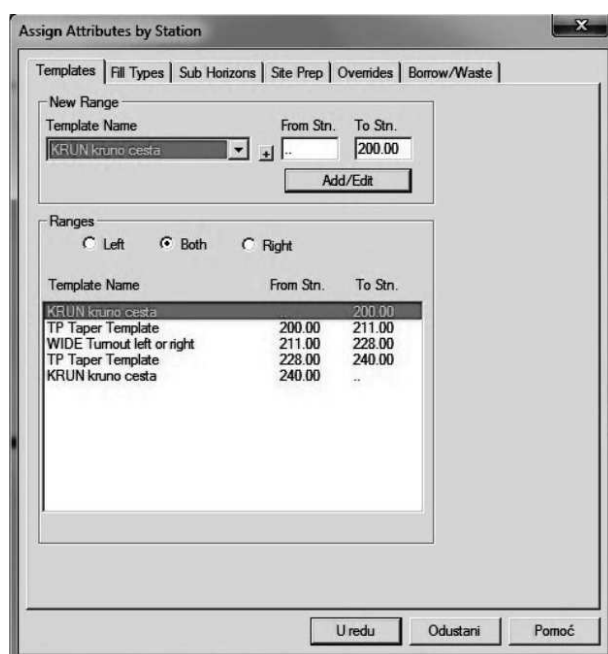 Assign Attributes by Station
Templates Fill Types Sub Horizons Site Prep Overrides Borrow/Waste
New Range
Template Name From Stn. To Stn.
KRUN kruno cesta + .. 200.00
Add/Edit
Ranges
Left Both Right
Template Name From Stn. To Stn.
KRUN kruno cesta .. 200.00
TP Taper Template 200.00 211.00
WIDE Turnout left or right 211.00 228.00
TP Taper Template 228.00 240.00
KRUN kruno cesta 240.00 ..
U redu Odustani Pomoć